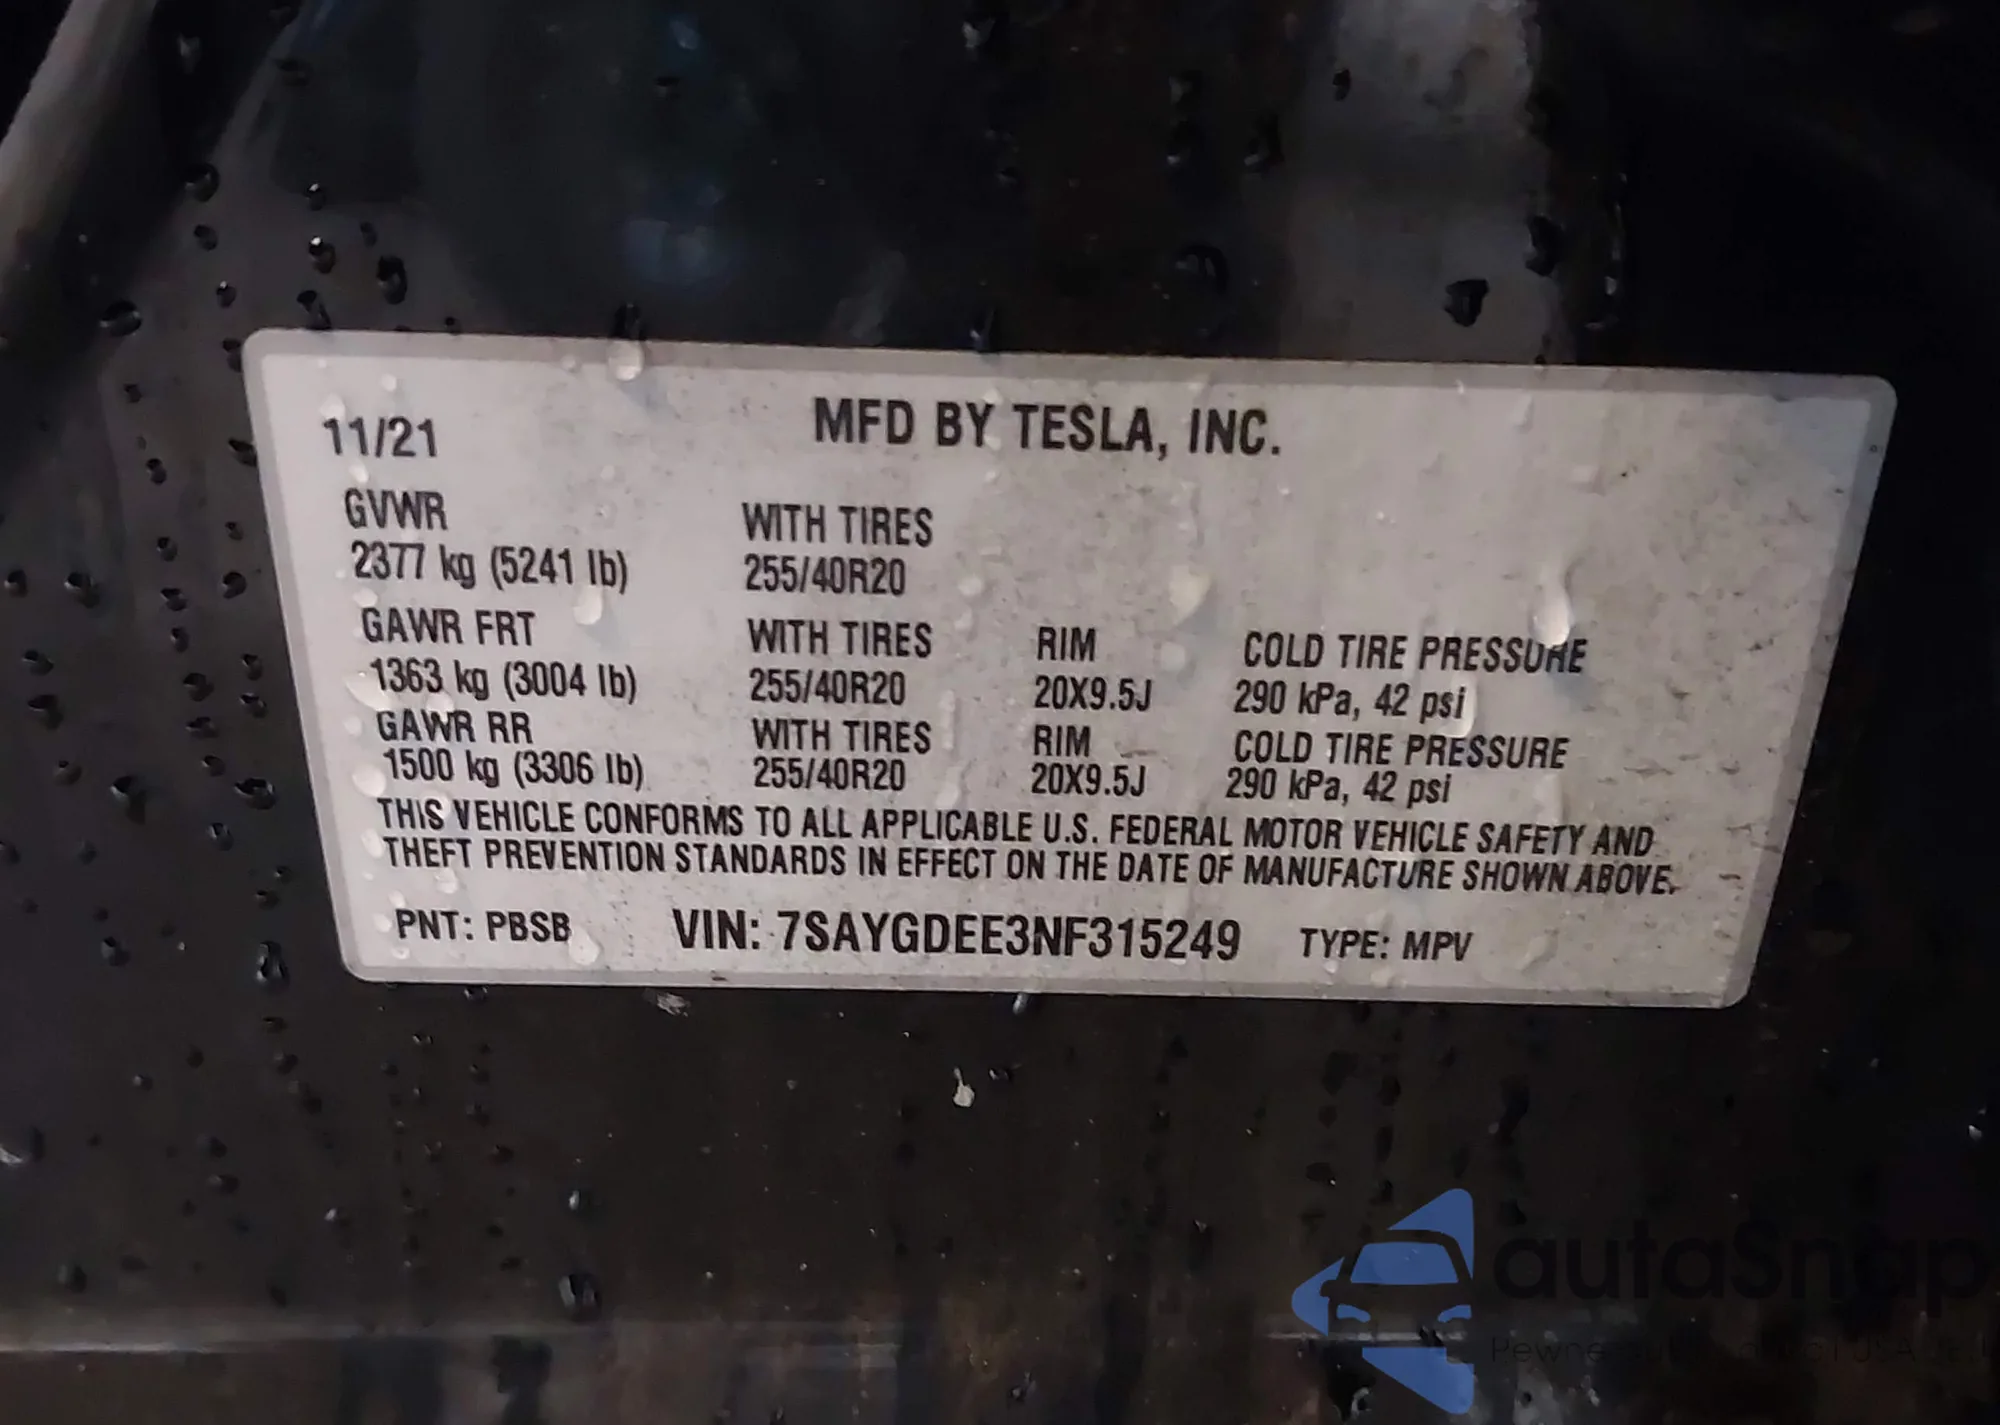 11/21 MFD BY TESLA, INC.
GVWR WITH TIRES
2377 kg (5241 lb) 255/40R20
GAWR FRT WITH TIRES RIM COLD TIRE PRESSURE
1363 kg (3004 lb) 255/40R20 20X9.5J 290 kPa, 42 psi
GAWR RR WITH TIRES RIM COLD TIRE PRESSURE
1500 kg (3306 lb) 255/40R20 20X9.5J 290 kPa, 42 psi
THIS VEHICLE CONFORMS TO ALL APPLICABLE U.S. FEDERAL MOTOR VEHICLE SAFETY AND
THEFT PREVENTION STANDARDS IN EFFECT ON THE DATE OF MANUFACTURE SHOWN ABOVE.
PNT: PBSB VIN: 7SAYGDEE3NF315249 TYPE: MPV
autaSnap